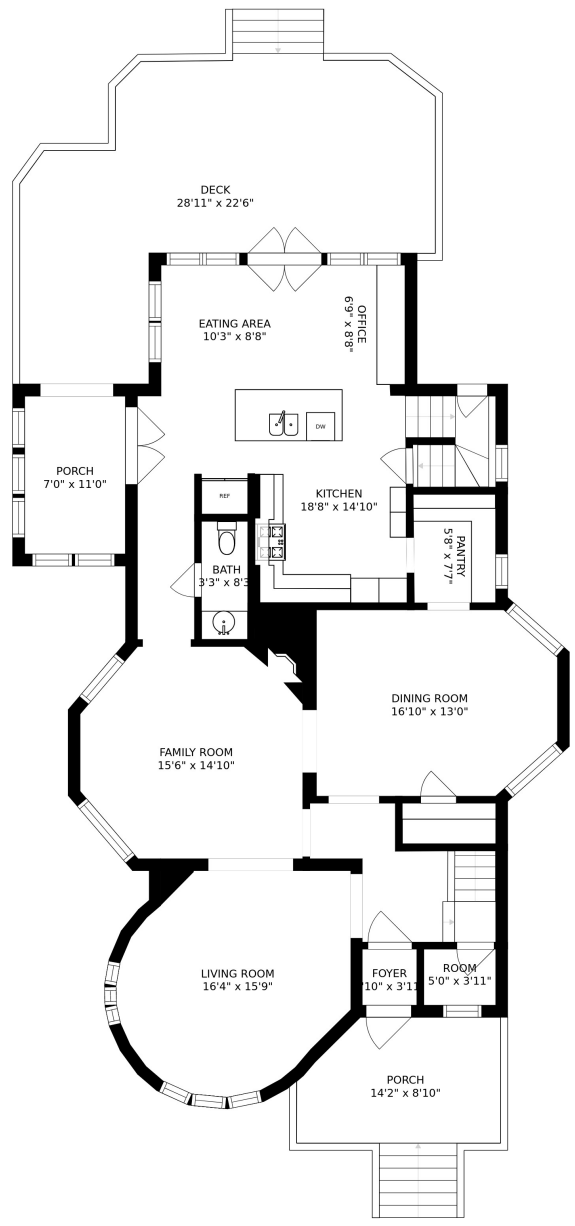 DECK
28'11" x 22'6"
EATING AREA
10'3" x 8'8"
OFFICE
6'9" x 8'8"
DW
PORCH
7'0" x 11'0"
REF
KITCHEN
18'8" x 14'10"
PANTRY
5'8" x 7'7"
BATH
3'3" x 8'3
DINING ROOM
16'10" x 13'0"
FAMILY ROOM
15'6" x 14'10"
LIVING ROOM
16'4" x 15'9"
FOYER
'10" x 3'11
ROOM
5'0" x 3'11"
PORCH
14'2" x 8'10"